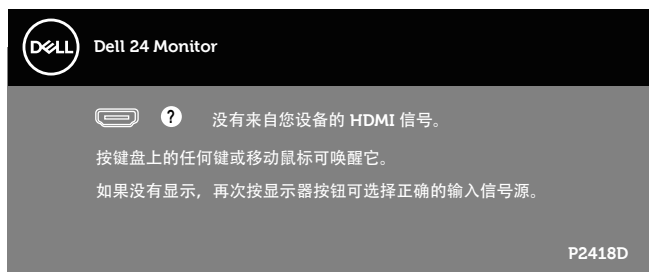 DELL
Dell 24 Monitor
? 没有来自您设备的 HDMI 信号。
按键盘上的任何键或移动鼠标可唤醒它。
如果没有显示，再次按显示器按钮可选择正确的输入信号源。
P2418D